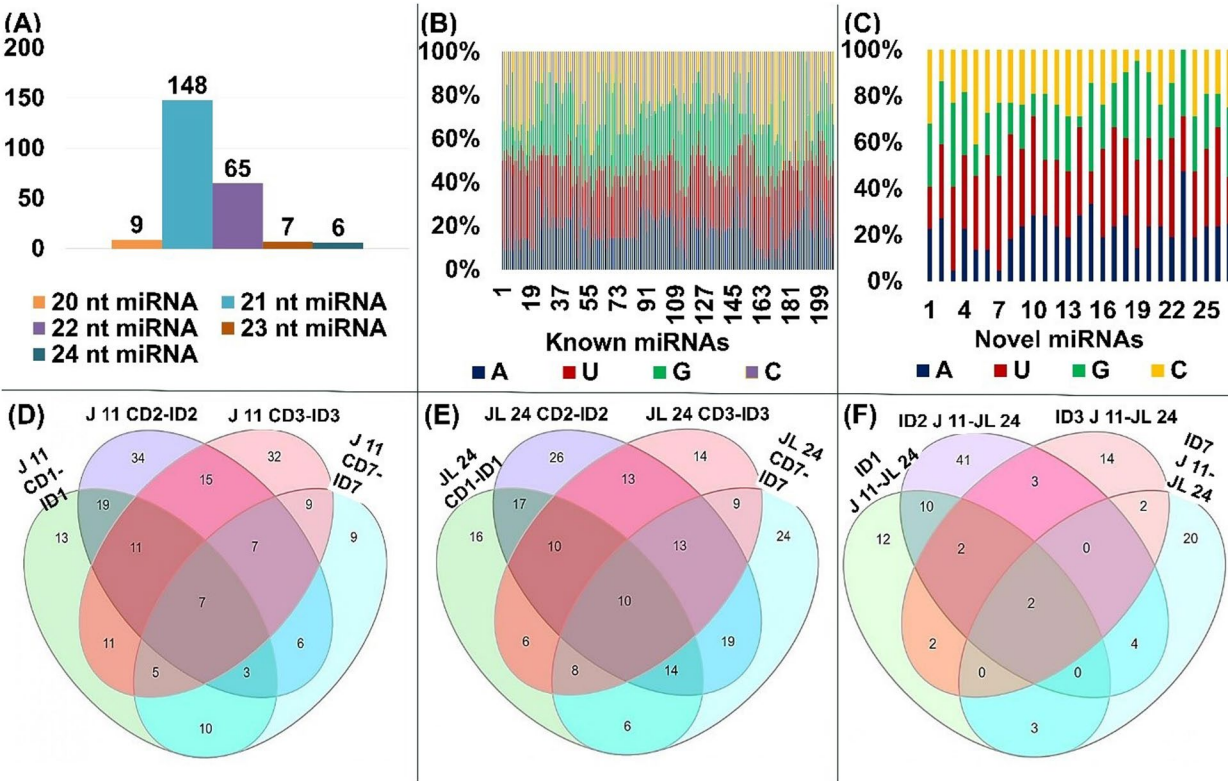 (A)
200
150
100
50
0
9
148
65
7
6
20 nt miRNA
21 nt miRNA
22 nt miRNA
23 nt miRNA
24 nt miRNA
(B)
100%
80%
60%
40%
20%
0%
1
19
37
55
73
91
109
127
145
163
181
199
Known miRNAs
A
U
G
C
(C)
100%
80%
60%
40%
20%
0%
1
4
7
10
13
16
19
22
25
Novel miRNAs
A
U
G
C
(D)
J 11 CD2-ID2
J 11 CD3-ID3
J 11
CD1-
ID1
J 11
CD7-
ID7
34
32
15
19
9
13
11
7
9
7
11
6
5
3
10
(E)
JL 24 CD2-ID2
JL 24 CD3-ID3
JL 24
CD1-ID1
JL 24
CD7-
ID7
26
14
13
17
9
16
10
13
24
10
6
19
8
14
6
(F)
ID2 J 11-JL 24
ID3 J 11-JL 24
ID1
J 11-JL 24
ID7
J 11-
JL 24
41
14
3
10
2
12
2
0
20
2
2
4
0
0
3